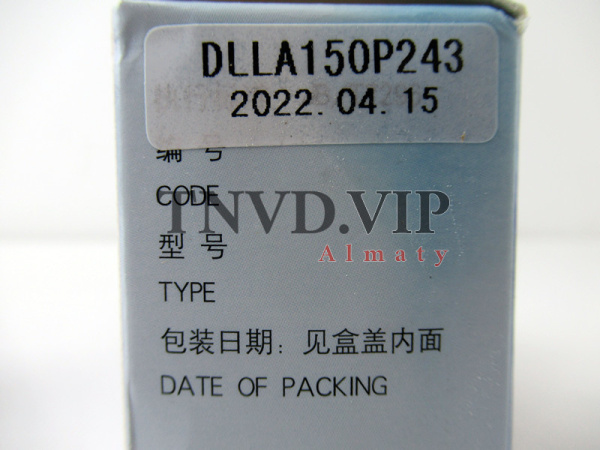 DLLA150P243
2022.04.15
编 号
CODE
TNVD.VIP
型 号
Almaty
TYPE
包装日期: 见盒盖内面
DATE OF PACKING